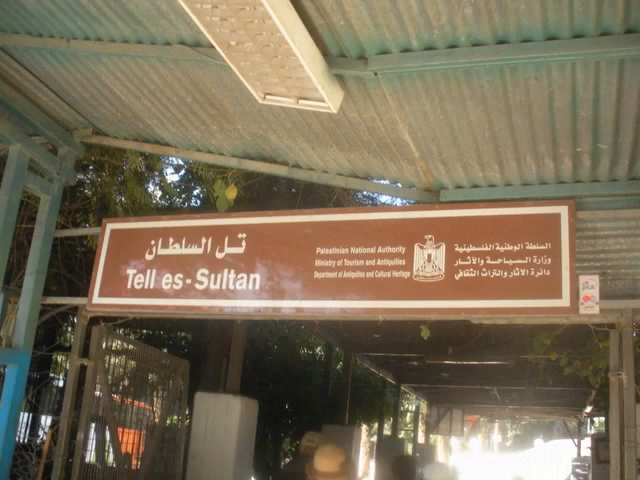 تل السلطان
Tell es-Sultan
Palestinian National Authority
Ministry of Tourism and Antiquities
Department of Antiquities and Cultural Heritage
السلطة الوطنية الفلسطينية
وزارة السياحة والآثار
دائرة الآثار والتراث الثقافي